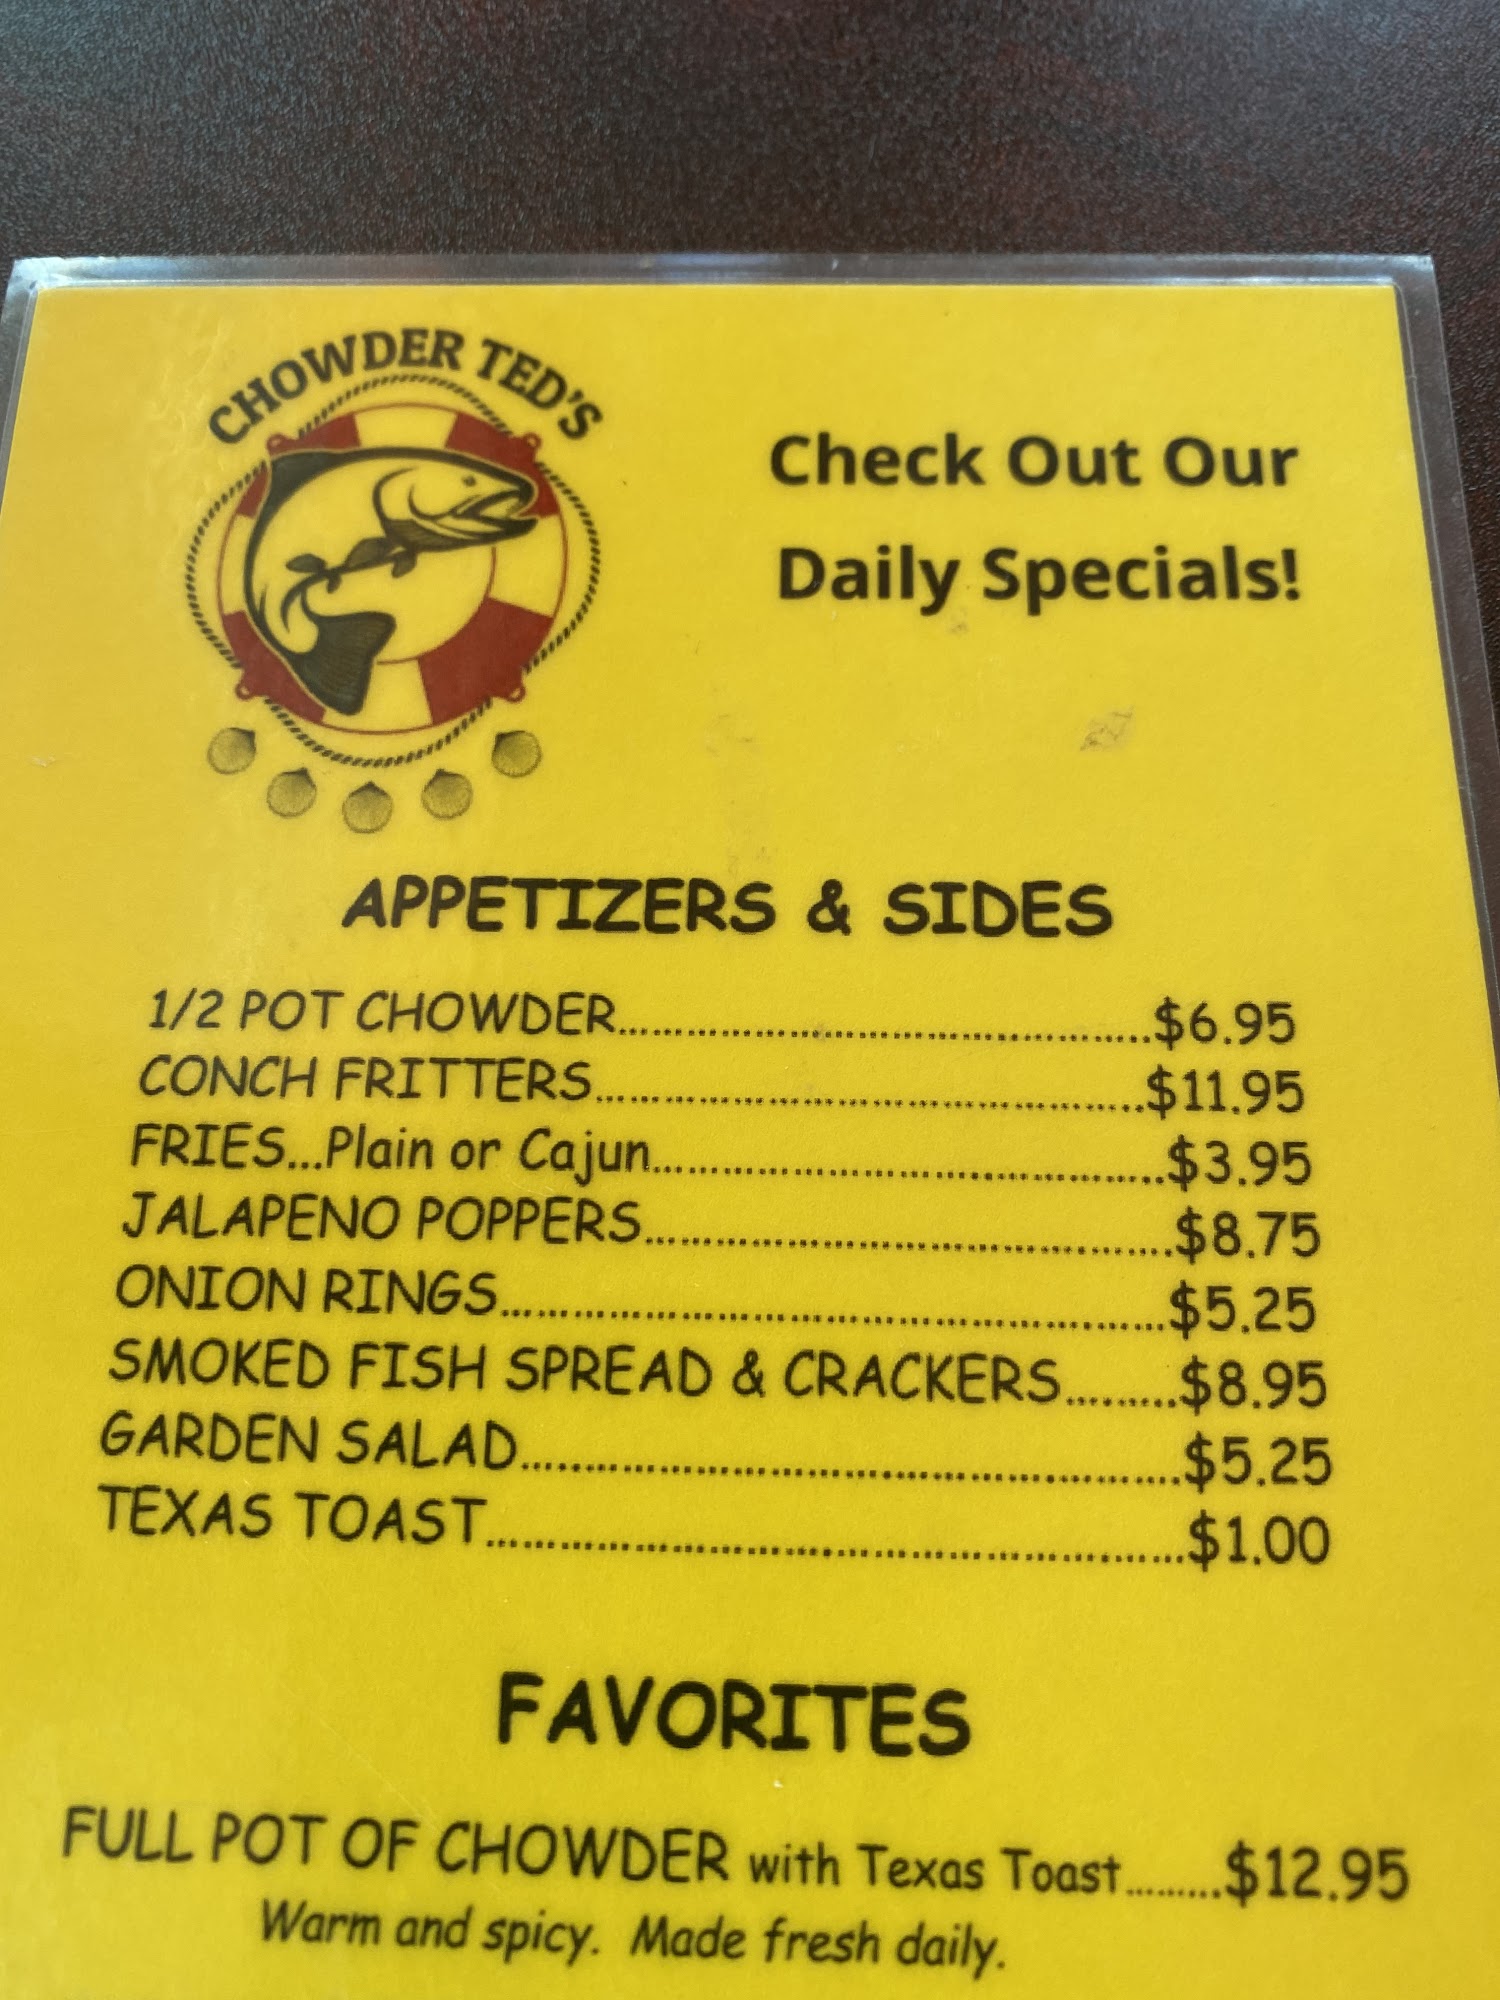 CHOWDER TED'S
Check Out Our
Daily Specials!
APPETIZERS & SIDES
1/2 POT CHOWDER.......................................................$6.95
CONCH FRITTERS.........................................................$11.95
FRIES...Plain or Cajun.....................................................$3.95
JALAPENO POPPERS......................................................$8.75
ONION RINGS....................................................................$5.25
SMOKED FISH SPREAD & CRACKERS...........$8.95
GARDEN SALAD..................................................................$5.25
TEXAS TOAST......................................................................$1.00
FAVORITES
FULL POT OF CHOWDER with Texas Toast..........$12.95
Warm and spicy. Made fresh daily.